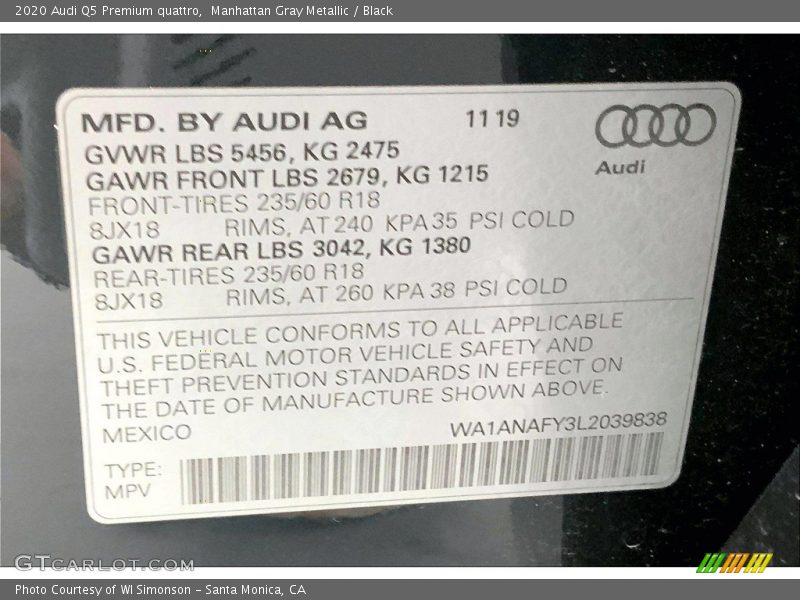 2020 Audi Q5 Premium quattro,  Manhattan Gray Metallic / Black
MFD. BY AUDI AG 11 19
GVWR LBS 5456, KG 2475
GAWR FRONT LBS 2679, KG 1215
Audi
FRONT-TIRES 235/60 R18
8JX18 RIMS, AT 240 KPA 35 PSI COLD
GAWR REAR LBS 3042, KG 1380
REAR-TIRES 235/60 R18
8JX18 RIMS, AT 260 KPA 38 PSI COLD
THIS VEHICLE CONFORMS TO ALL APPLICABLE
U.S. FEDERAL MOTOR VEHICLE SAFETY AND
THEFT PREVENTION STANDARDS IN EFFECT ON
THE DATE OF MANUFACTURE SHOWN ABOVE.
MEXICO WA1ANAFY3L2039838
TYPE:
MPV
GTcarlot.com
Photo Courtesy of WI Simonson - Santa Monica, CA